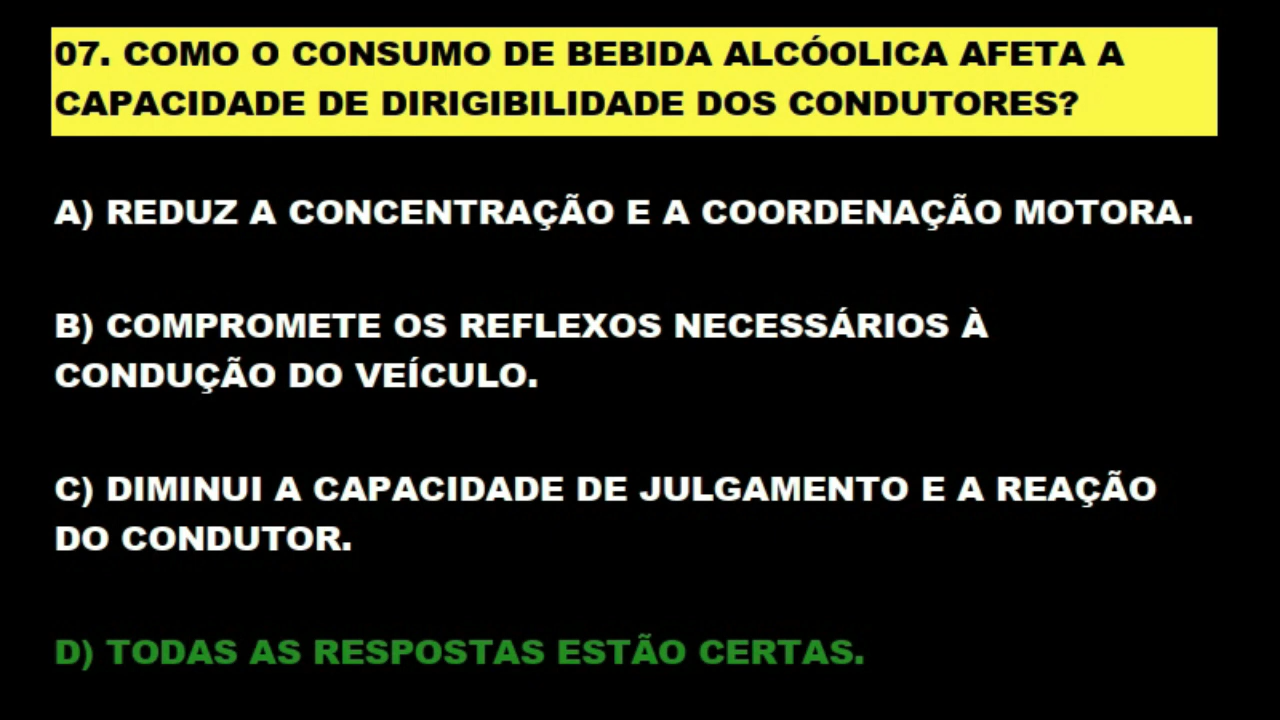 07. COMO O CONSUMO DE BEBIDA ALCÓOLICA AFETA A
CAPACIDADE DE DIRIGIBILIDADE DOS CONDUTORES?
A) REDUZ A CONCENTRAÇÃO E A COORDENAÇÃO MOTORA.
B) COMPROMETE OS REFLEXOS NECESSÁRIOS À
CONDUÇÃO DO VEÍCULO.
C) DIMINUI A CAPACIDADE DE JULGAMENTO E A REAÇÃO
DO CONDUTOR.
D) TODAS AS RESPOSTAS ESTÃO CERTAS.